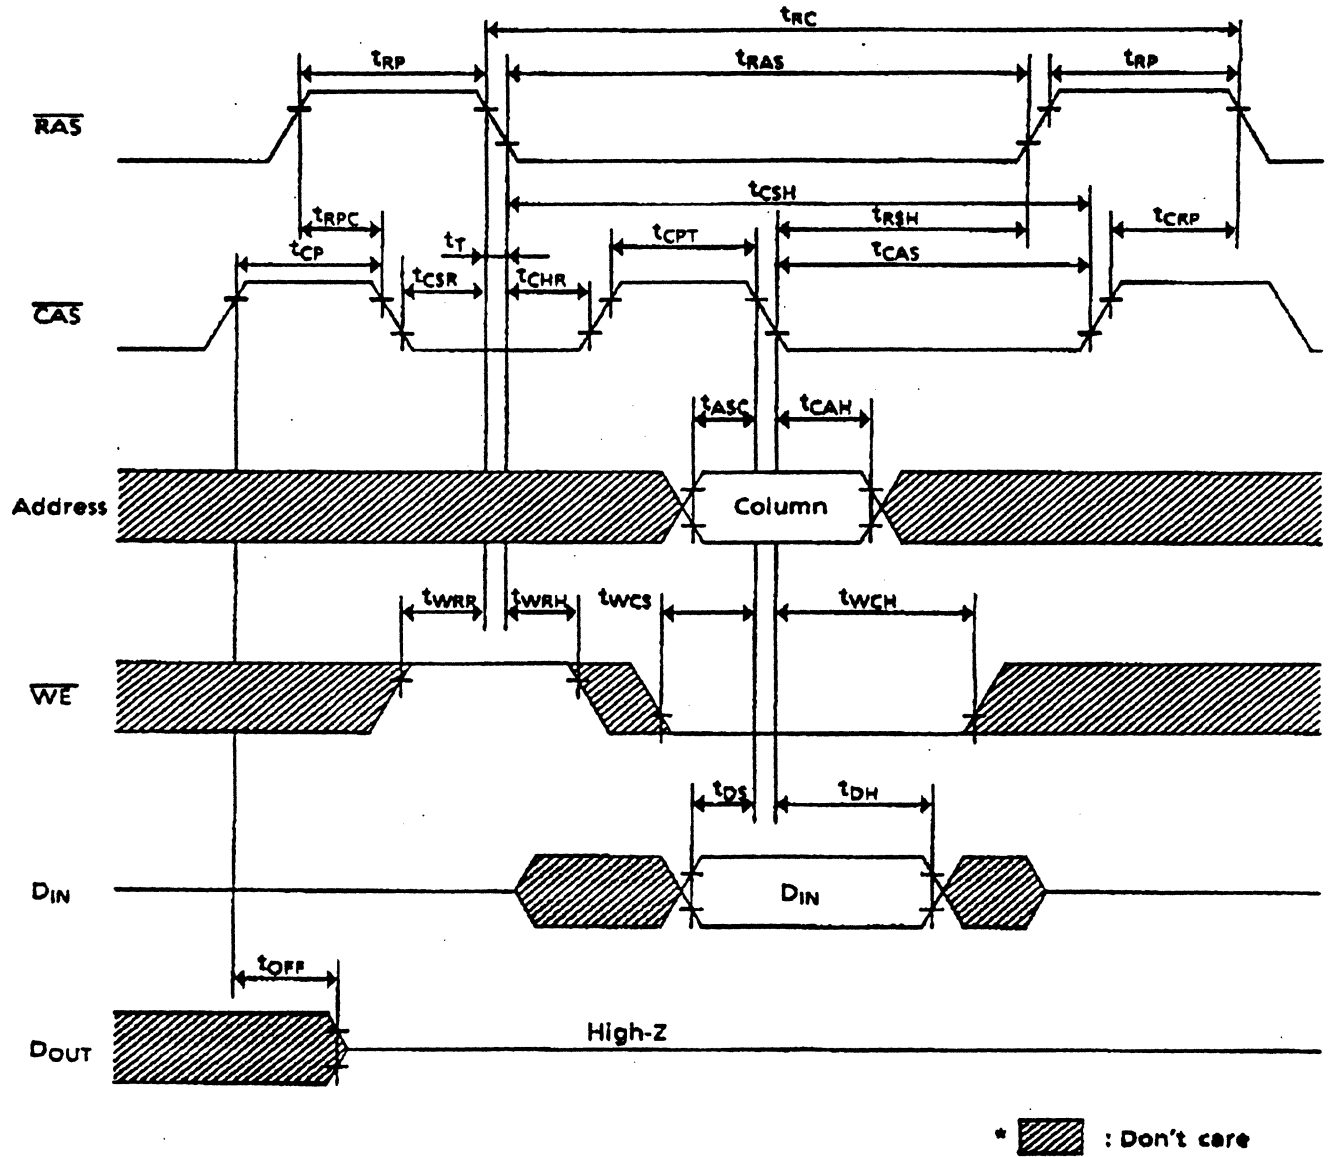 tRC
tRP
tRAS
tRP
RAS
tCSH
tRPC
tRSH
tCRP
tCP
tT
tCPT
tCAS
tCSR
tCHR
CAS
tASC
tCAH
Address
Column
tWRR
tWRH
tWCS
tWCH
WE
tDS
tDH
DIN
DIN
tOFF
DOUT
High-Z
* : Don't care